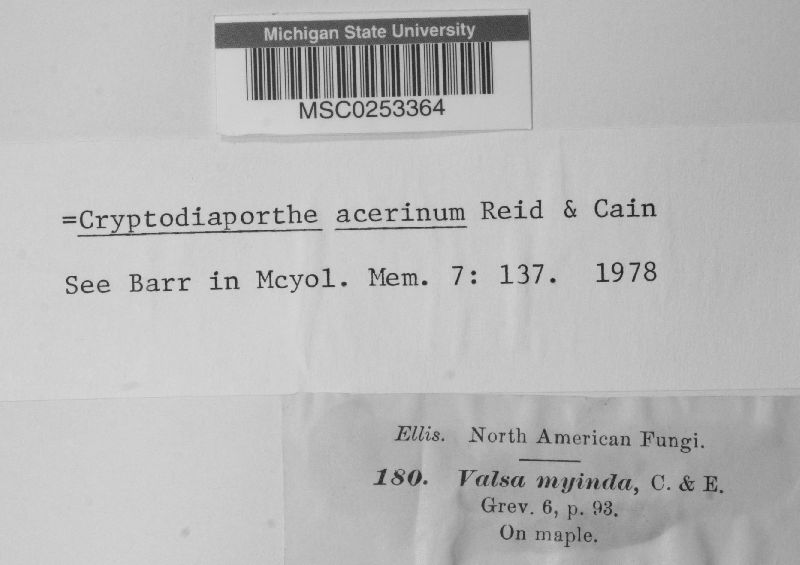 Michigan State University
MSC0253364
=Cryptodiaporthe acerinum Reid & Cain
See Barr in Mcyol. Mem. 7: 137. 1978
Ellis. North American Fungi.
180. Valsa myinda, C. & E.
Grev. 6, p. 93.
On maple.